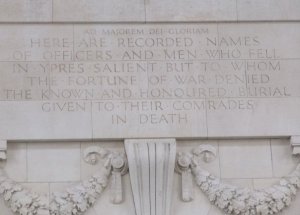 AD MAJOREM DEI GLORIAM
HERE · ARE · RECORDED · NAMES
OF OFFICERS · AND · MEN · WHO · FELL
IN · YPRES · SALIENT · BUT · TO · WHOM
THE · FORTUNE · OF · WAR · DENIED
THE · KNOWN · AND · HONOURED · BURIAL
GIVEN · TO · THEIR · COMRADES
IN · DEATH